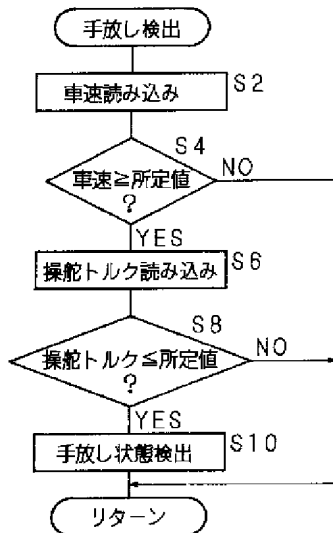 手放し検出
車速読み込み
S2
S4
車速≧所定値
?
NO
YES
操舵トルク読み込み
S6
S8
操舵トルク≦所定値
?
NO
YES
手放し状態検出
S10
リターン